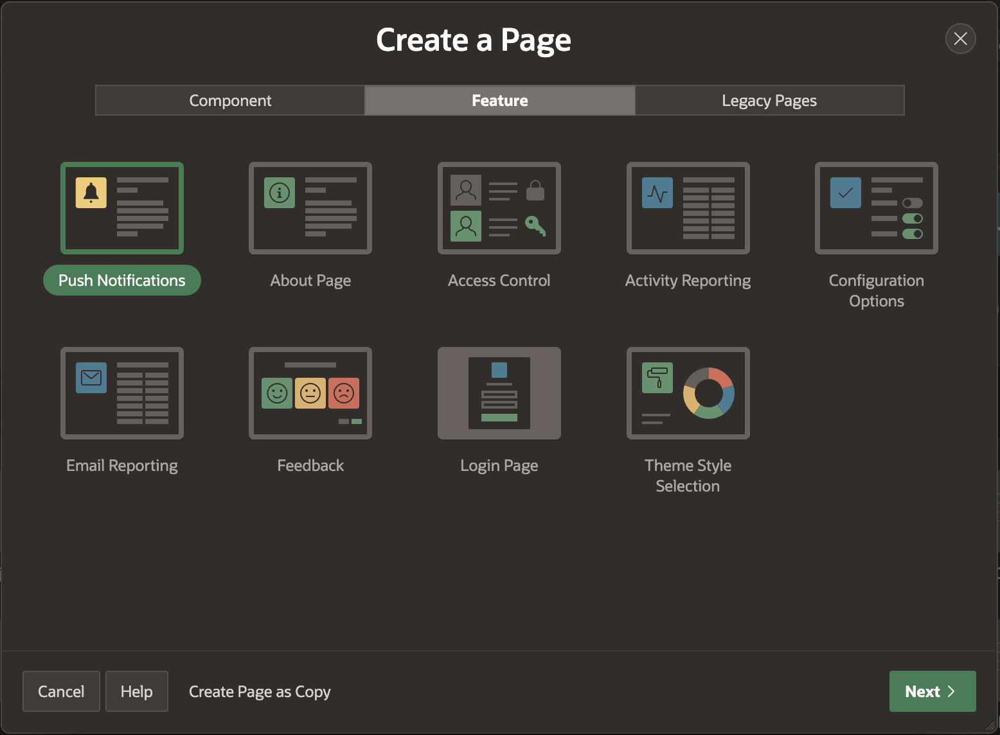 Create a Page
Component
Feature
Legacy Pages
Push Notifications
About Page
Access Control
Activity Reporting
Configuration
Options
Email Reporting
Feedback
Login Page
Theme Style
Selection
Cancel
Help
Create Page as Copy
Next